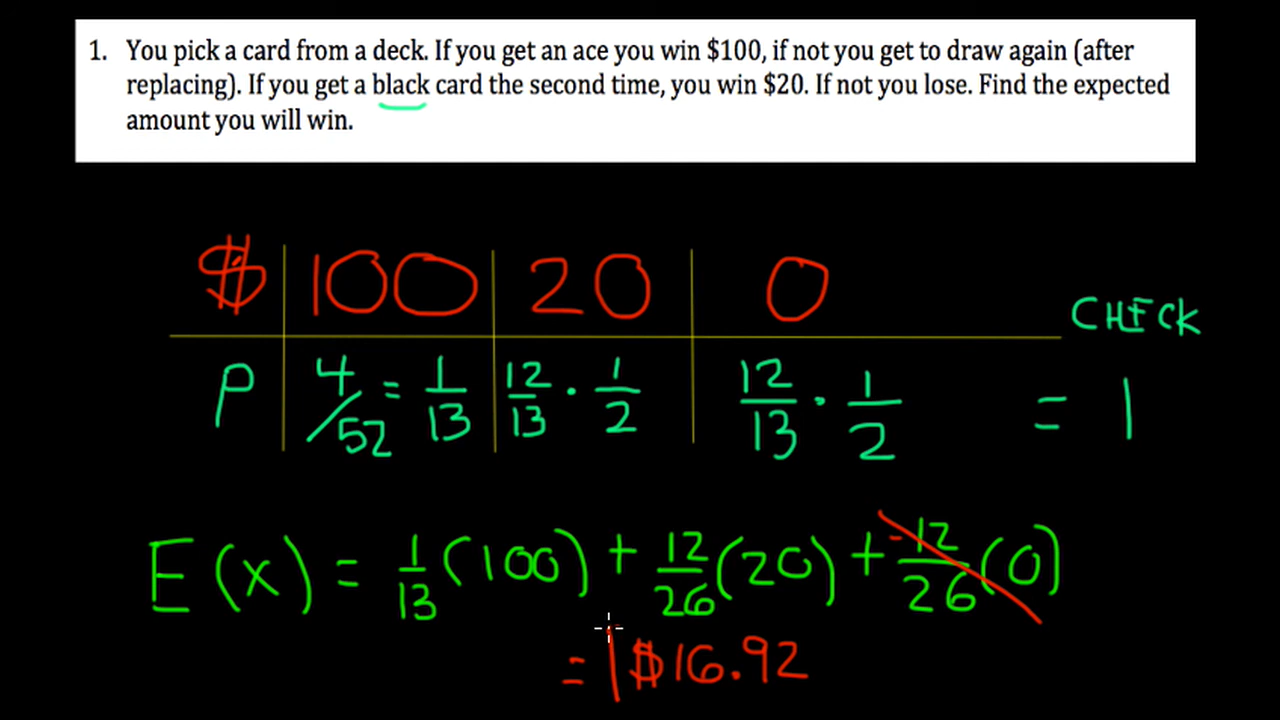 1. You pick a card from a deck. If you get an ace you win $100, if not you get to draw again (after
replacing). If you get a black card the second time, you win $20. If not you lose. Find the expected
amount you will win.
$ 100 20 0
CHECK
P 4/52 = 1/13 12/13 · 1/2 12/13 · 1/2 = 1
E(x) = 1/13 (100) + 12/26 (20) + 12/26 (0)
= $16.92